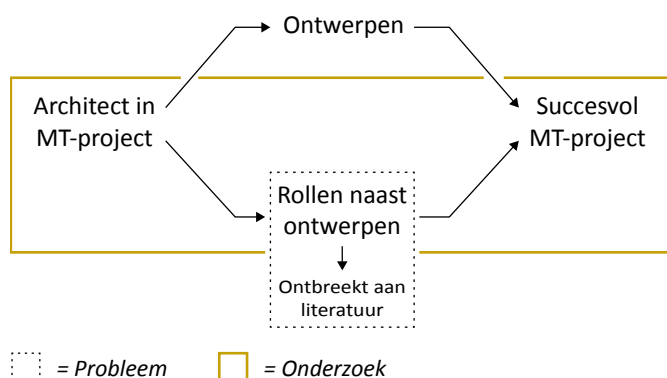 Ontwerpen
Architect in
MT-project
Succesvol
MT-project
Rollen naast
ontwerpen
Ontbreekt aan
literatuur
= Probleem
= Onderzoek